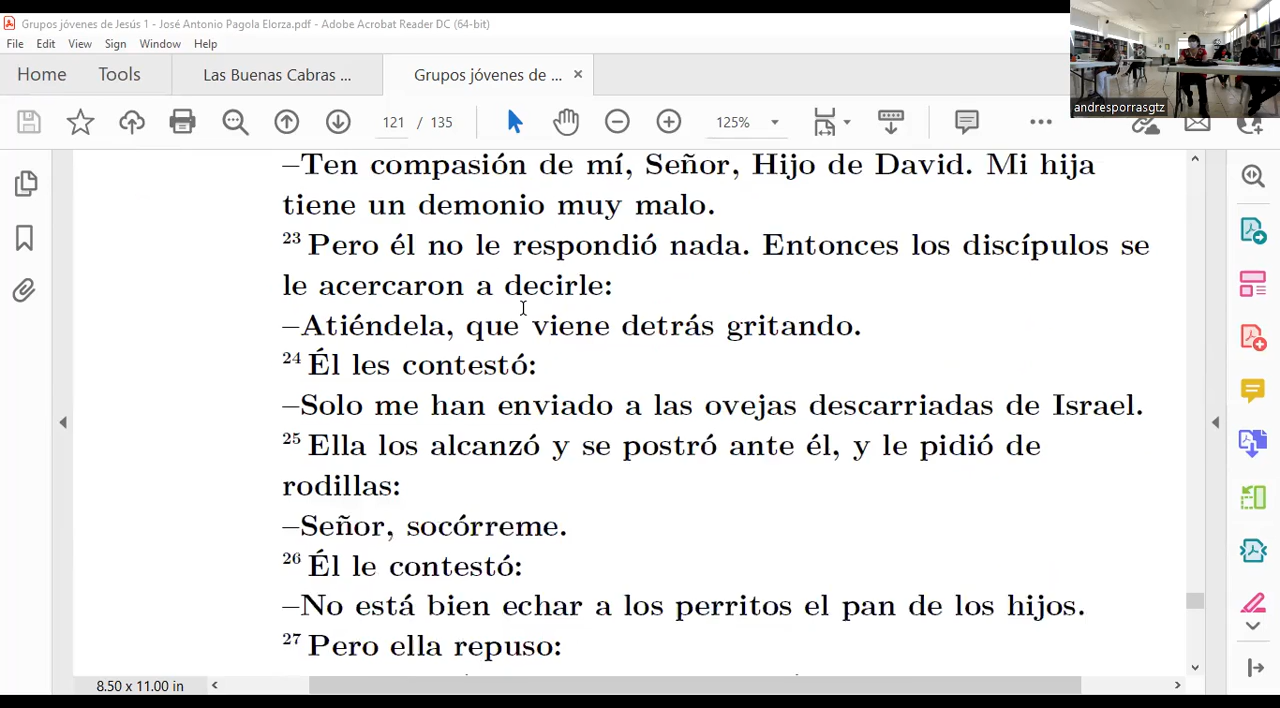 Grupos jóvenes de Jesús 1 - José Antonio Pagola Elorza.pdf - Adobe Acrobat Reader DC (64-bit)
File Edit View Sign Window Help
Home Tools Las Buenas Cabras ... Grupos jóvenes de ... ×
121 / 135 125%
andresporrasgtz
–Ten compasión de mí, Señor, Hijo de David. Mi hija
tiene un demonio muy malo.
23 Pero él no le respondió nada. Entonces los discípulos se
le acercaron a decirle:
–Atiéndela, que viene detrás gritando.
24 Él les contestó:
–Solo me han enviado a las ovejas descarriadas de Israel.
25 Ella los alcanzó y se postró ante él, y le pidió de
rodillas:
–Señor, socórreme.
26 Él le contestó:
–No está bien echar a los perritos el pan de los hijos.
27 Pero ella repuso:
8.50 x 11.00 in